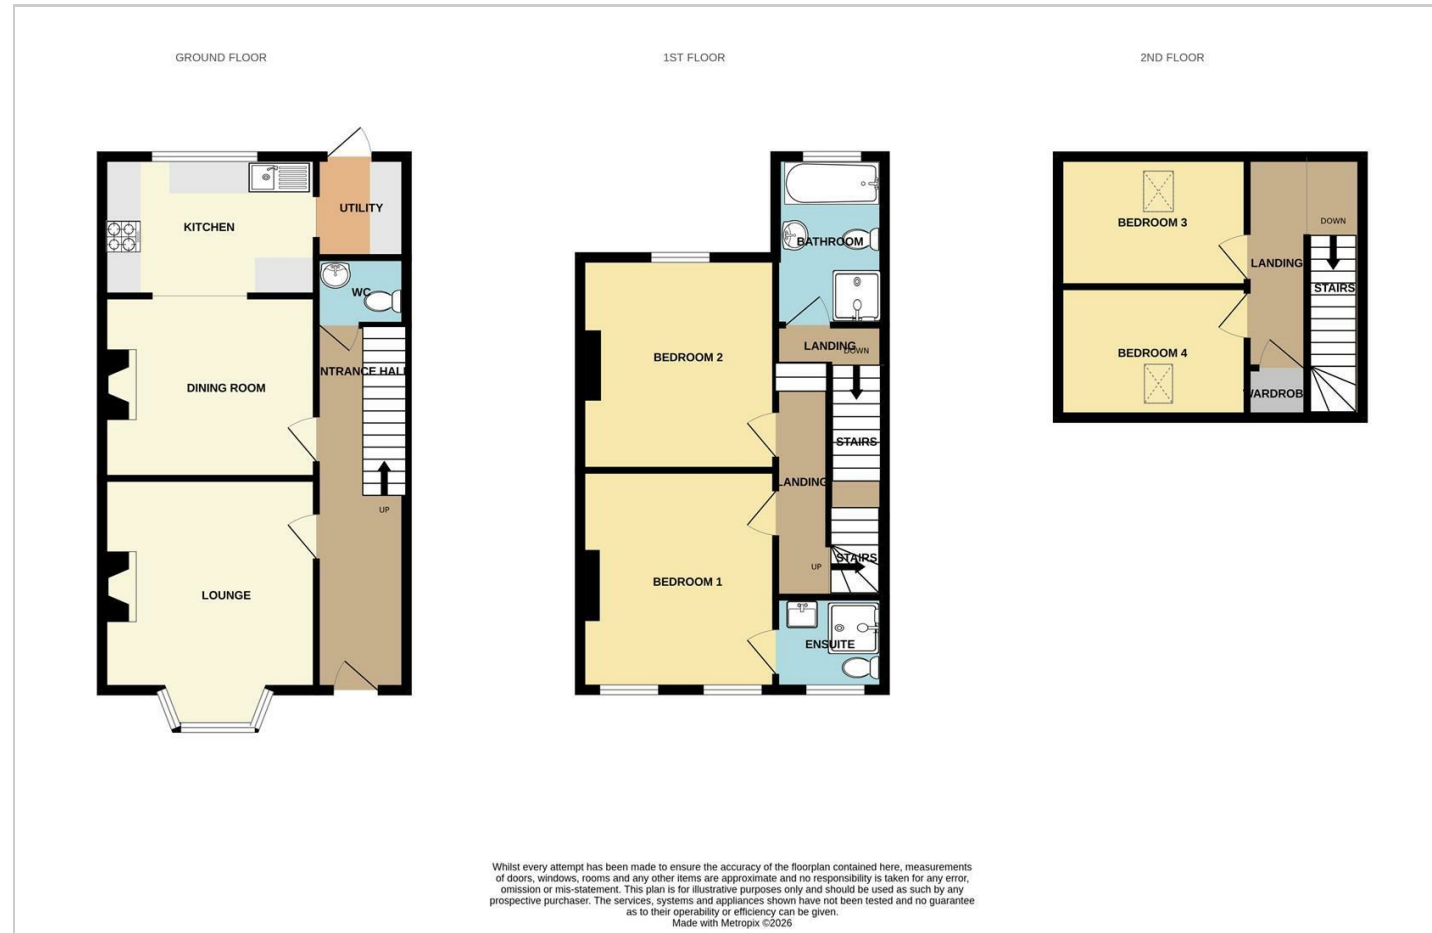 GROUND FLOOR
1ST FLOOR
2ND FLOOR
KITCHEN
UTILITY
WC
ENTRANCE HALL
DINING ROOM
UP
LOUNGE
BATHROOM
LANDING
DOWN
BEDROOM 2
STAIRS
LANDING
STAIRS
UP
BEDROOM 1
ENSUITE
BEDROOM 3
DOWN
LANDING
STAIRS
BEDROOM 4
WARDROB
Whilst every attempt has been made to ensure the accuracy of the floorplan contained here, measurements
of doors, windows, rooms and any other items are approximate and no responsibility is taken for any error,
omission or mis-statement. This plan is for illustrative purposes only and should be used as such by any
prospective purchaser. The services, systems and appliances shown have not been tested and no guarantee
as to their operability or efficiency can be given.
Made with Metropix ©2026